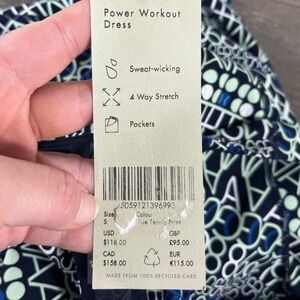 Power Workout
Dress
Sweat-wicking
4 Way Stretch
Pockets
5059121396993
Size Colour
S Blue Tennis Print
USD GBP
$118.00 £95.00
CAD EUR
$158.00 €115.00
MADE FROM 100% RECYCLED CARD